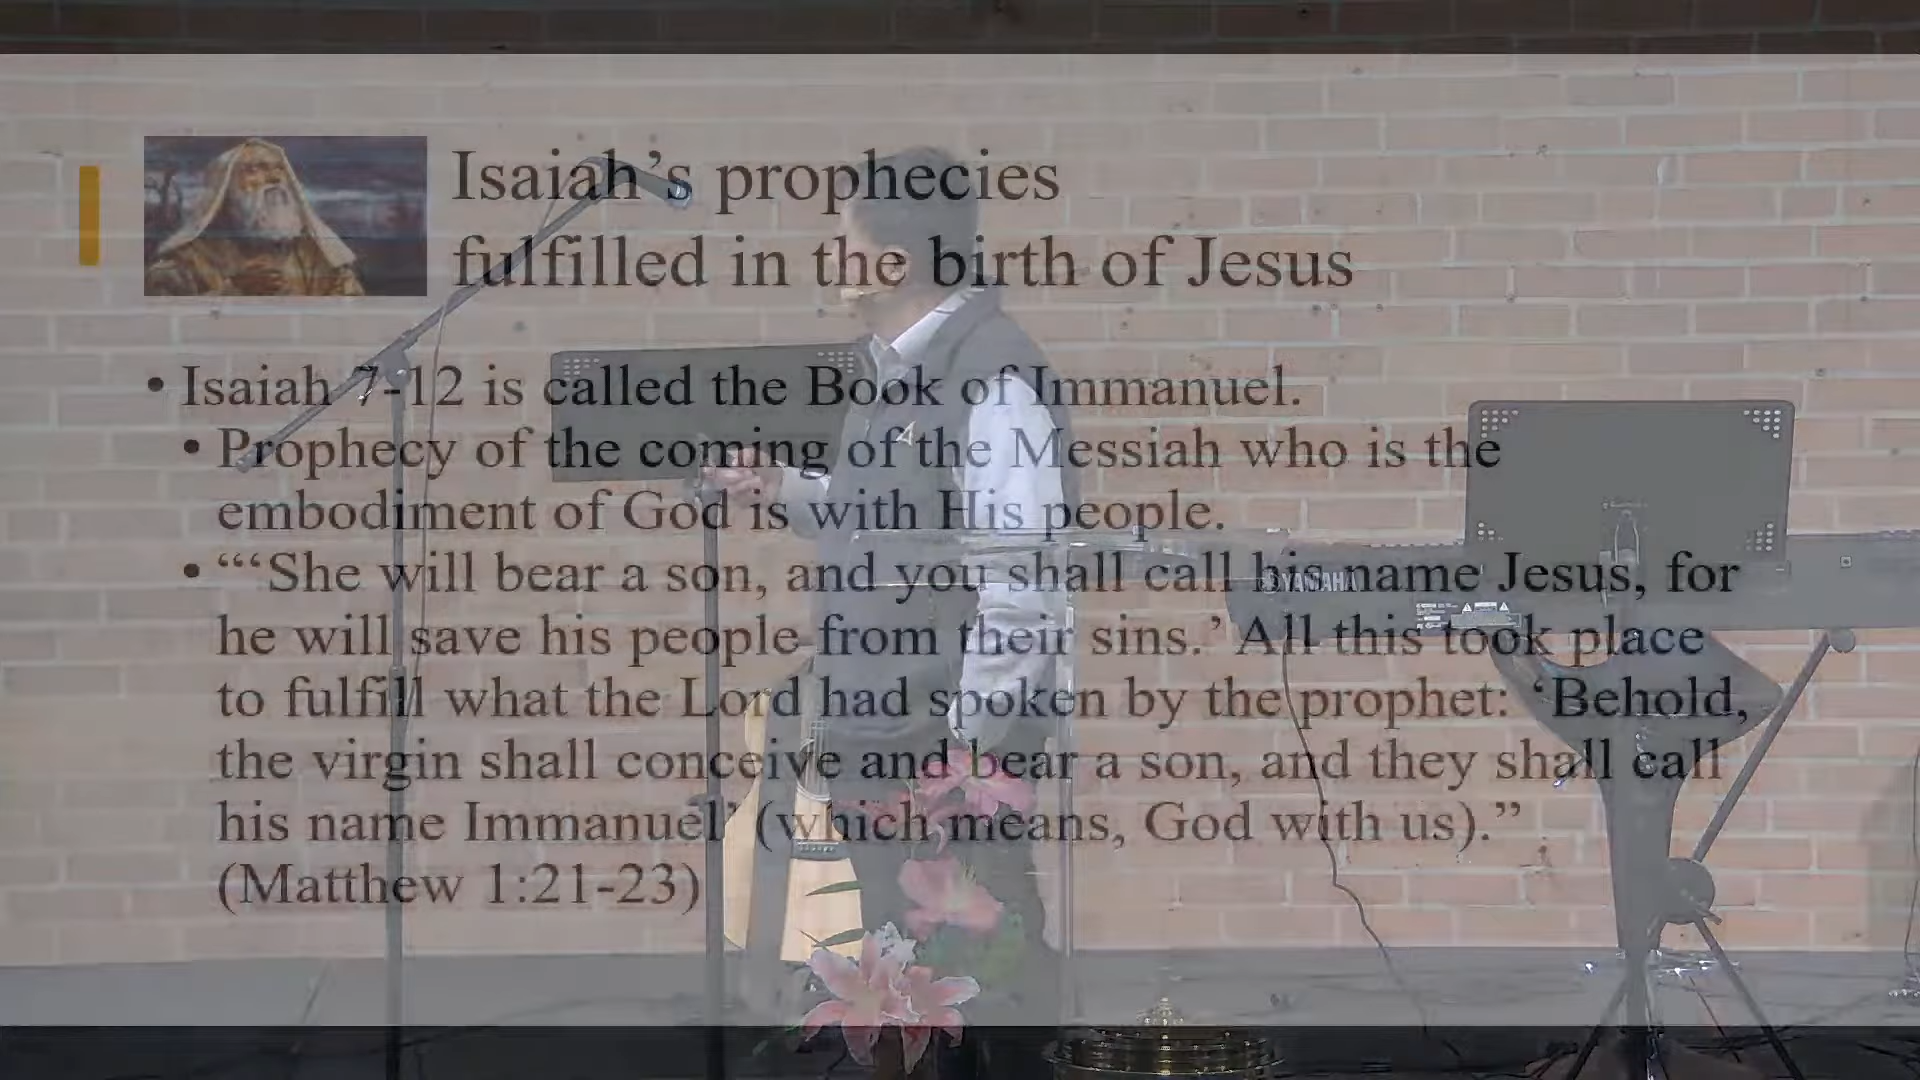 Isaiah’s prophecies
fulfilled in the birth of Jesus
• Isaiah 7-12 is called the Book of Immanuel.
• Prophecy of the coming of the Messiah who is the
embodiment of God is with His people.
• “‘“She will bear a son, and you shall call his name Jesus, for
he will save his people from their sins.’ All this took place
to fulfill what the Lord had spoken by the prophet: ‘Behold,
the virgin shall conceive and bear a son, and they shall call
his name Immanuel’ (which means, God with us).”
(Matthew 1:21-23)
YAMAHA